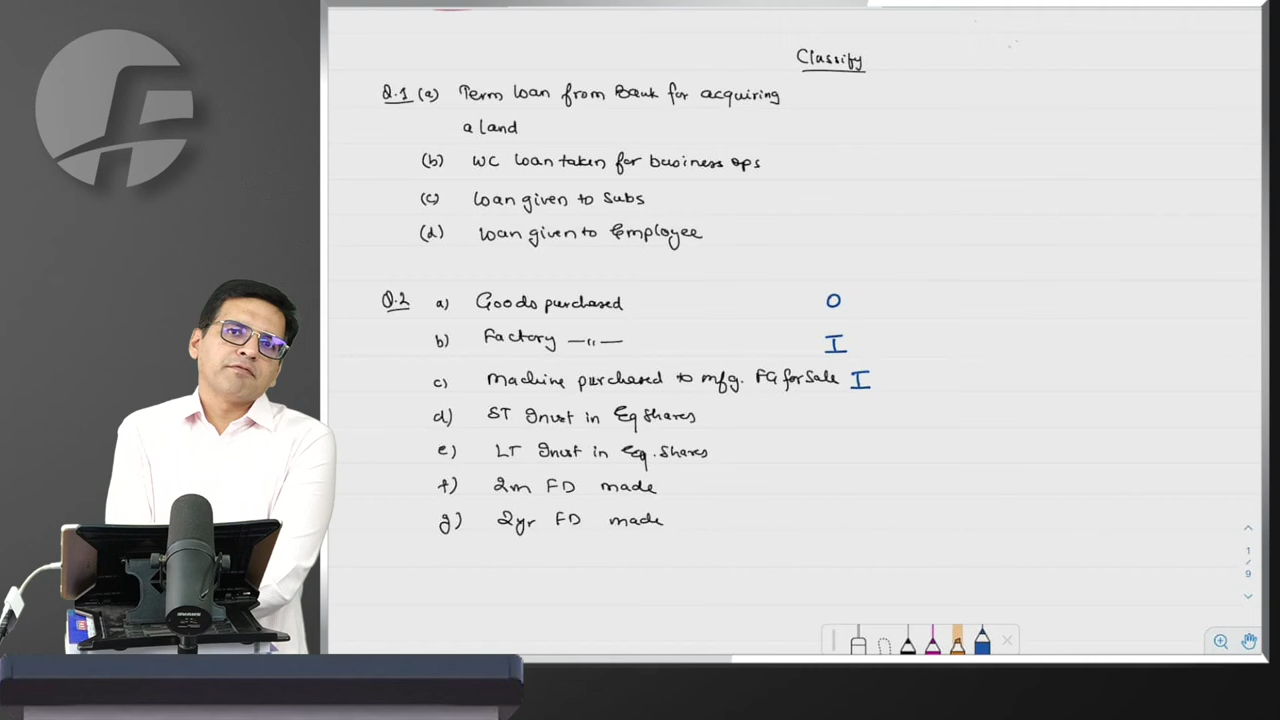 Classify
Q.1 (a) Term loan from Bank for acquiring
a land
(b) WC loan taken for business ops
(c) Loan given to Subs
(d) Loan given to Employee
Q.2 a) Goods purchased O
b) Factory —"— I
c) Machine purchased to mfg. FG for Sale I
d) ST Invst in Eq Shares
e) LT Invst in Eq. Shares
f) 2m FD made
g) 2yr FD made
1
/
9